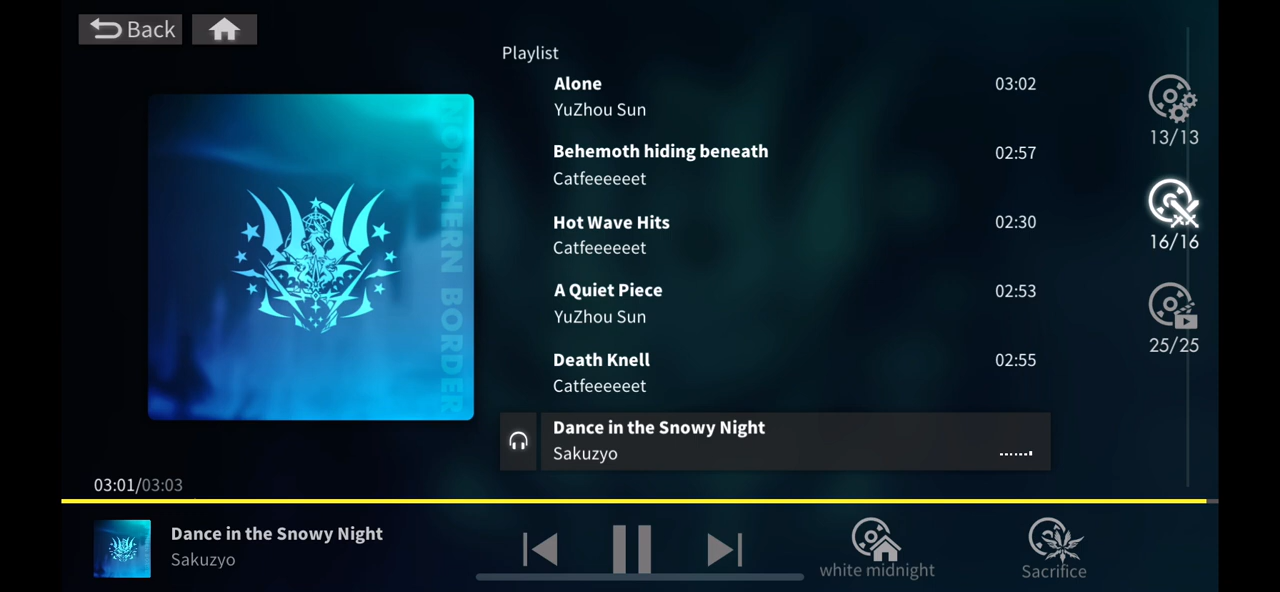 Back
Playlist
Alone 03:02
YuZhou Sun
Behemoth hiding beneath 02:57
Catfeeeeeet
Hot Wave Hits 02:30
Catfeeeeeet
A Quiet Piece 02:53
YuZhou Sun
Death Knell 02:55
Catfeeeeeet
Dance in the Snowy Night
Sakuzyo
NORTHERN BORDER
13/13
16/16
25/25
03:01/03:03
Dance in the Snowy Night
Sakuzyo
white midnight
Sacrifice